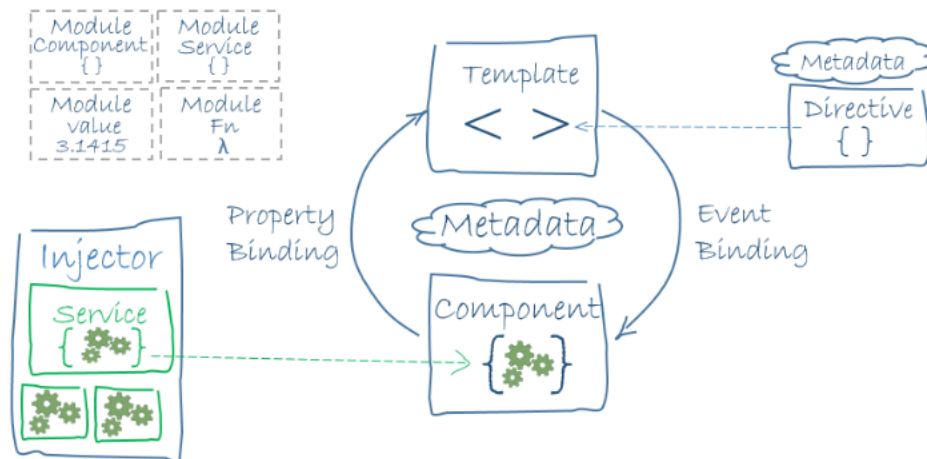 Module
Component
{ }
Module
Service
{ }
Module
value
3.1415
Module
Fn
λ
Template
< >
Metadata
Directive
{ }
Property
Binding
Metadata
Event
Binding
Injector
Service
{ }
Component
{ }